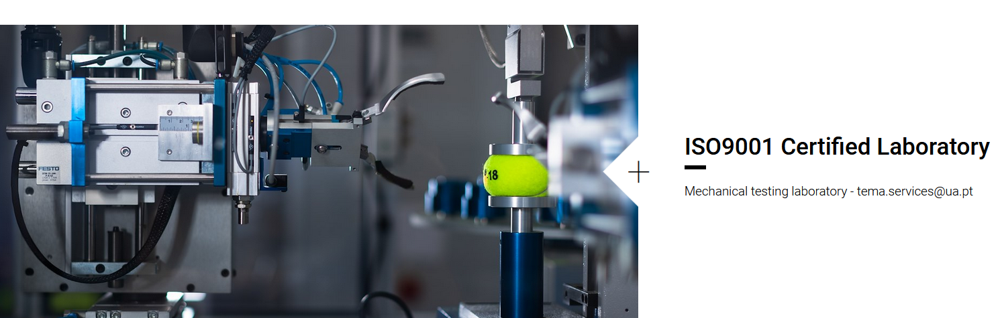 FESTO
18
ISO9001 Certified Laboratory
Mechanical testing laboratory - tema.services@ua.pt